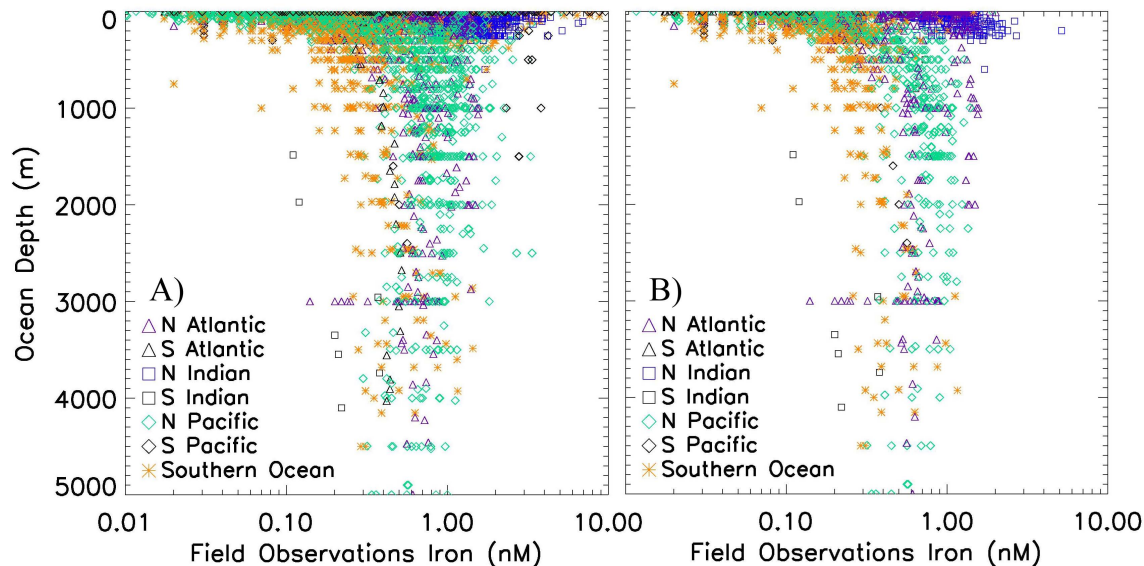 0
1000
2000
3000
4000
5000
Ocean Depth (m)
A)
N Atlantic
S Atlantic
N Indian
S Indian
N Pacific
S Pacific
Southern Ocean
0.01 0.10 1.00 10.00
Field Observations Iron (nM)
B)
N Atlantic
S Atlantic
N Indian
S Indian
N Pacific
S Pacific
Southern Ocean
0.10 1.00 10.00
Field Observations Iron (nM)